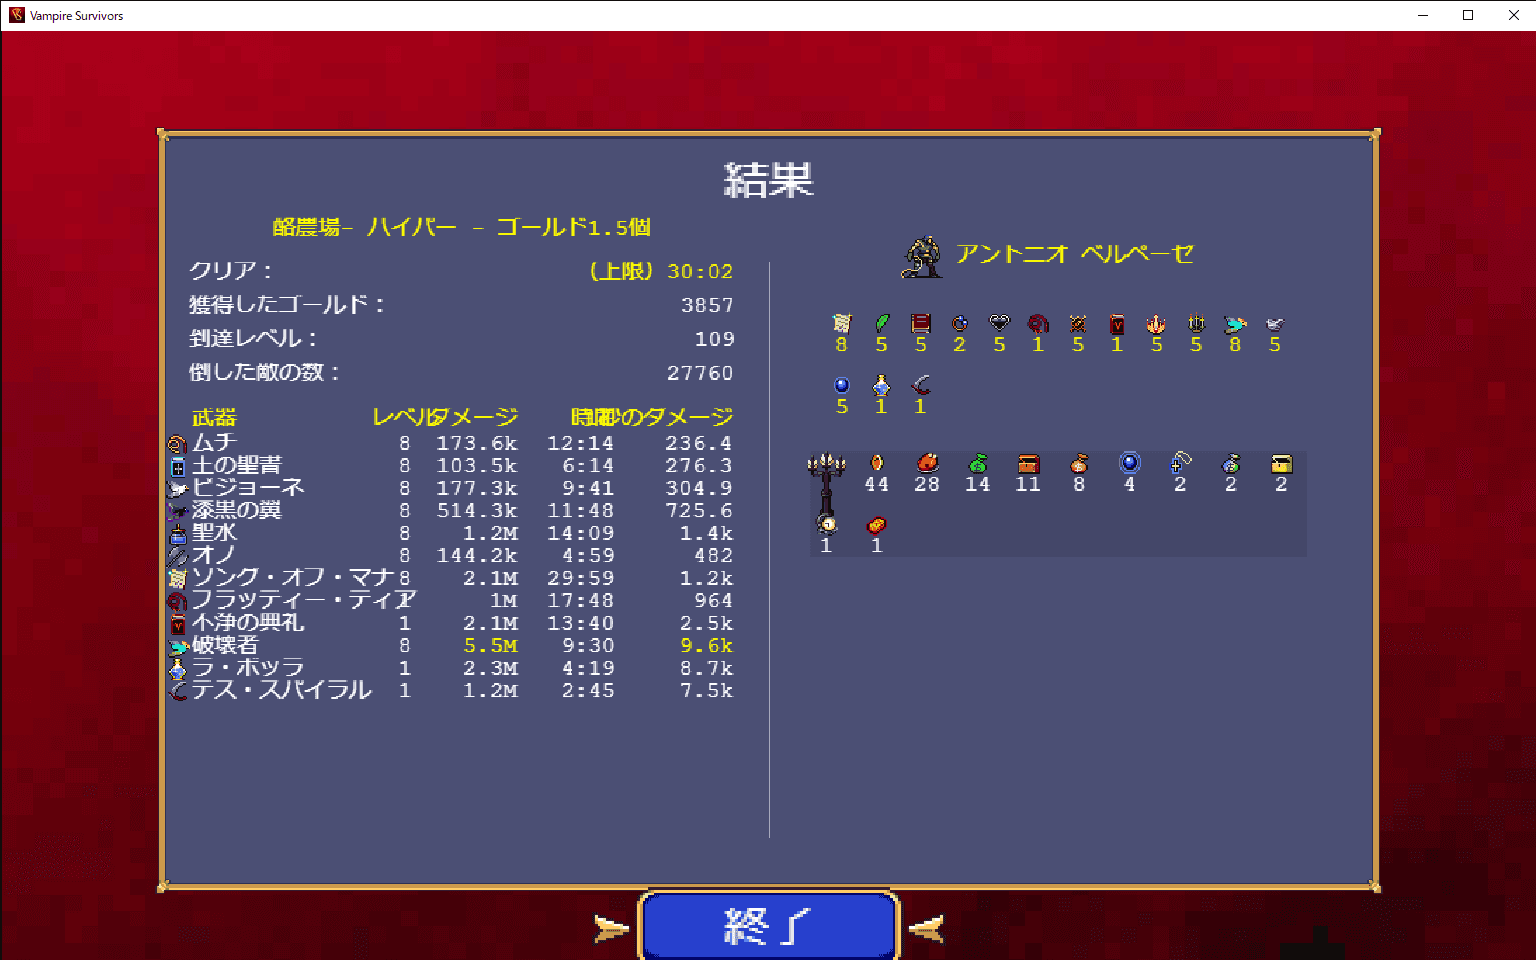 Vampire Survivors
結果
酪農場- ハイパー - ゴールド1.5個
クリア： (上限) 30:02
獲得したゴールド： 3857
到達レベル： 109
倒した敵の数： 27760
武器 レベル ダメージ 時間 1秒のダメージ
ムチ 8 173.6k 12:14 236.4
土の聖書 8 103.5k 6:14 276.3
ビジョーネ 8 177.3k 9:41 304.9
漆黒の翼 8 514.3k 11:48 725.6
聖水 8 1.2M 14:09 1.4k
オノ 8 144.2k 4:59 482
ソング・オブ・マナ 8 2.1M 29:59 1.2k
ブラッディー・ティア 1 1M 17:48 964
不浄の典礼 1 2.1M 13:40 2.5k
破壊者 8 5.5M 9:30 9.6k
ラ・ボッラ 1 2.3M 4:19 8.7k
デス・スパイラル 1 1.2M 2:45 7.5k
アントニオ ベルペーゼ
8 5 5 2 5 1 5 1 5 5 8 5
5 1 1
44 28 14 11 8 4 2 2 2
1 1
終了